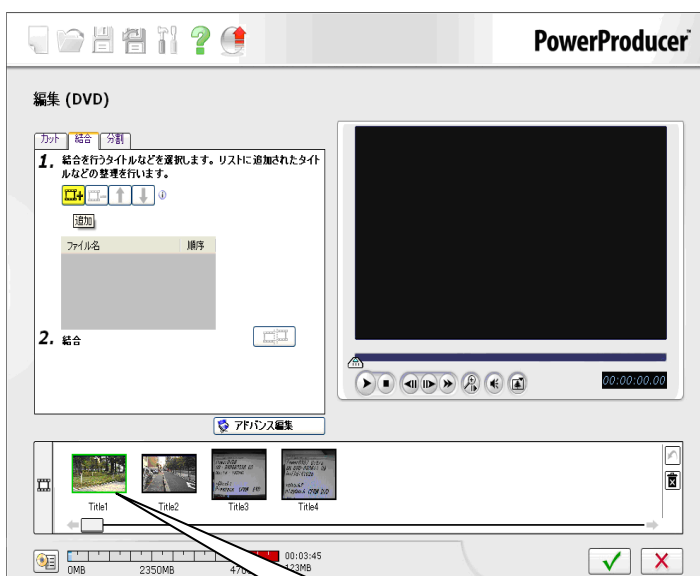 PowerProducer
編集 (DVD)
カット 結合 分割
1. 結合を行うタイトルなどを選択します。リストに追加されたタイト
ルなどの整理を行います。
追加
ファイル名 順序
2. 結合
00:00:00.00
アドバンス編集
Title1 Title2 Title3 Title4
00:03:45
0MB 2350MB
123MB